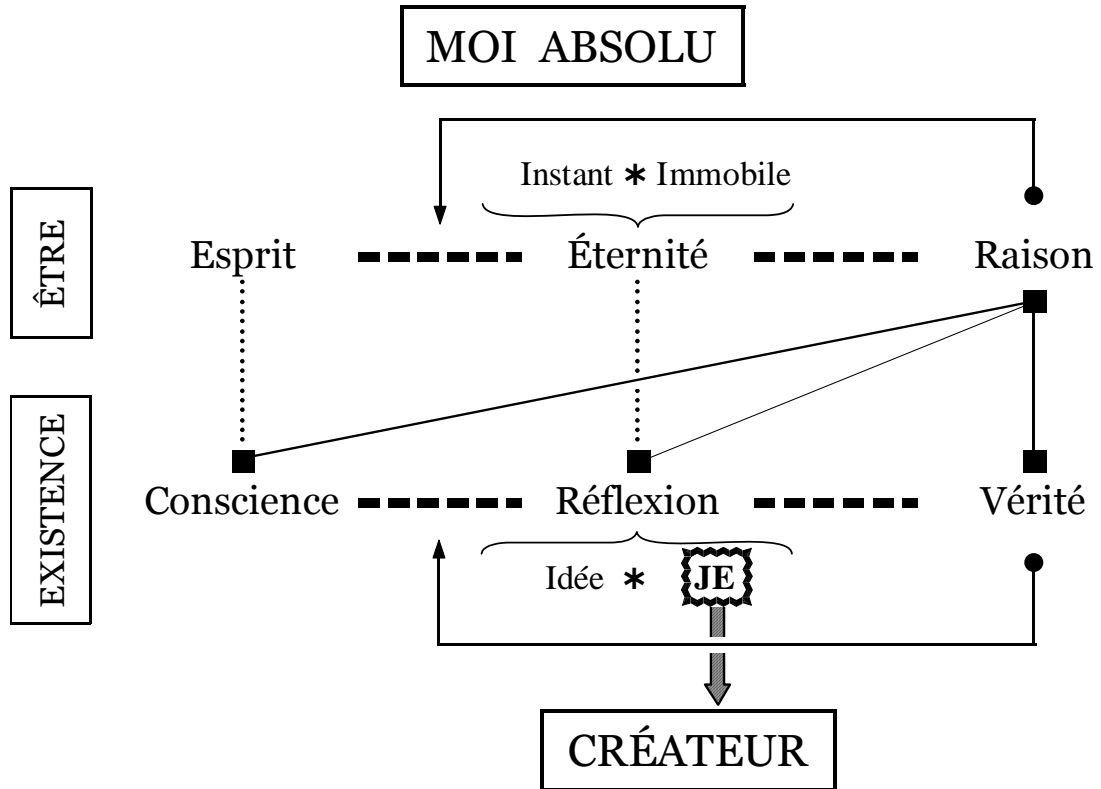 MOI ABSOLU
Instant * Immobile
ÊTRE
Esprit Éternité Raison
EXISTENCE
Conscience Réflexion Vérité
Idée * JE
CRÉATEUR